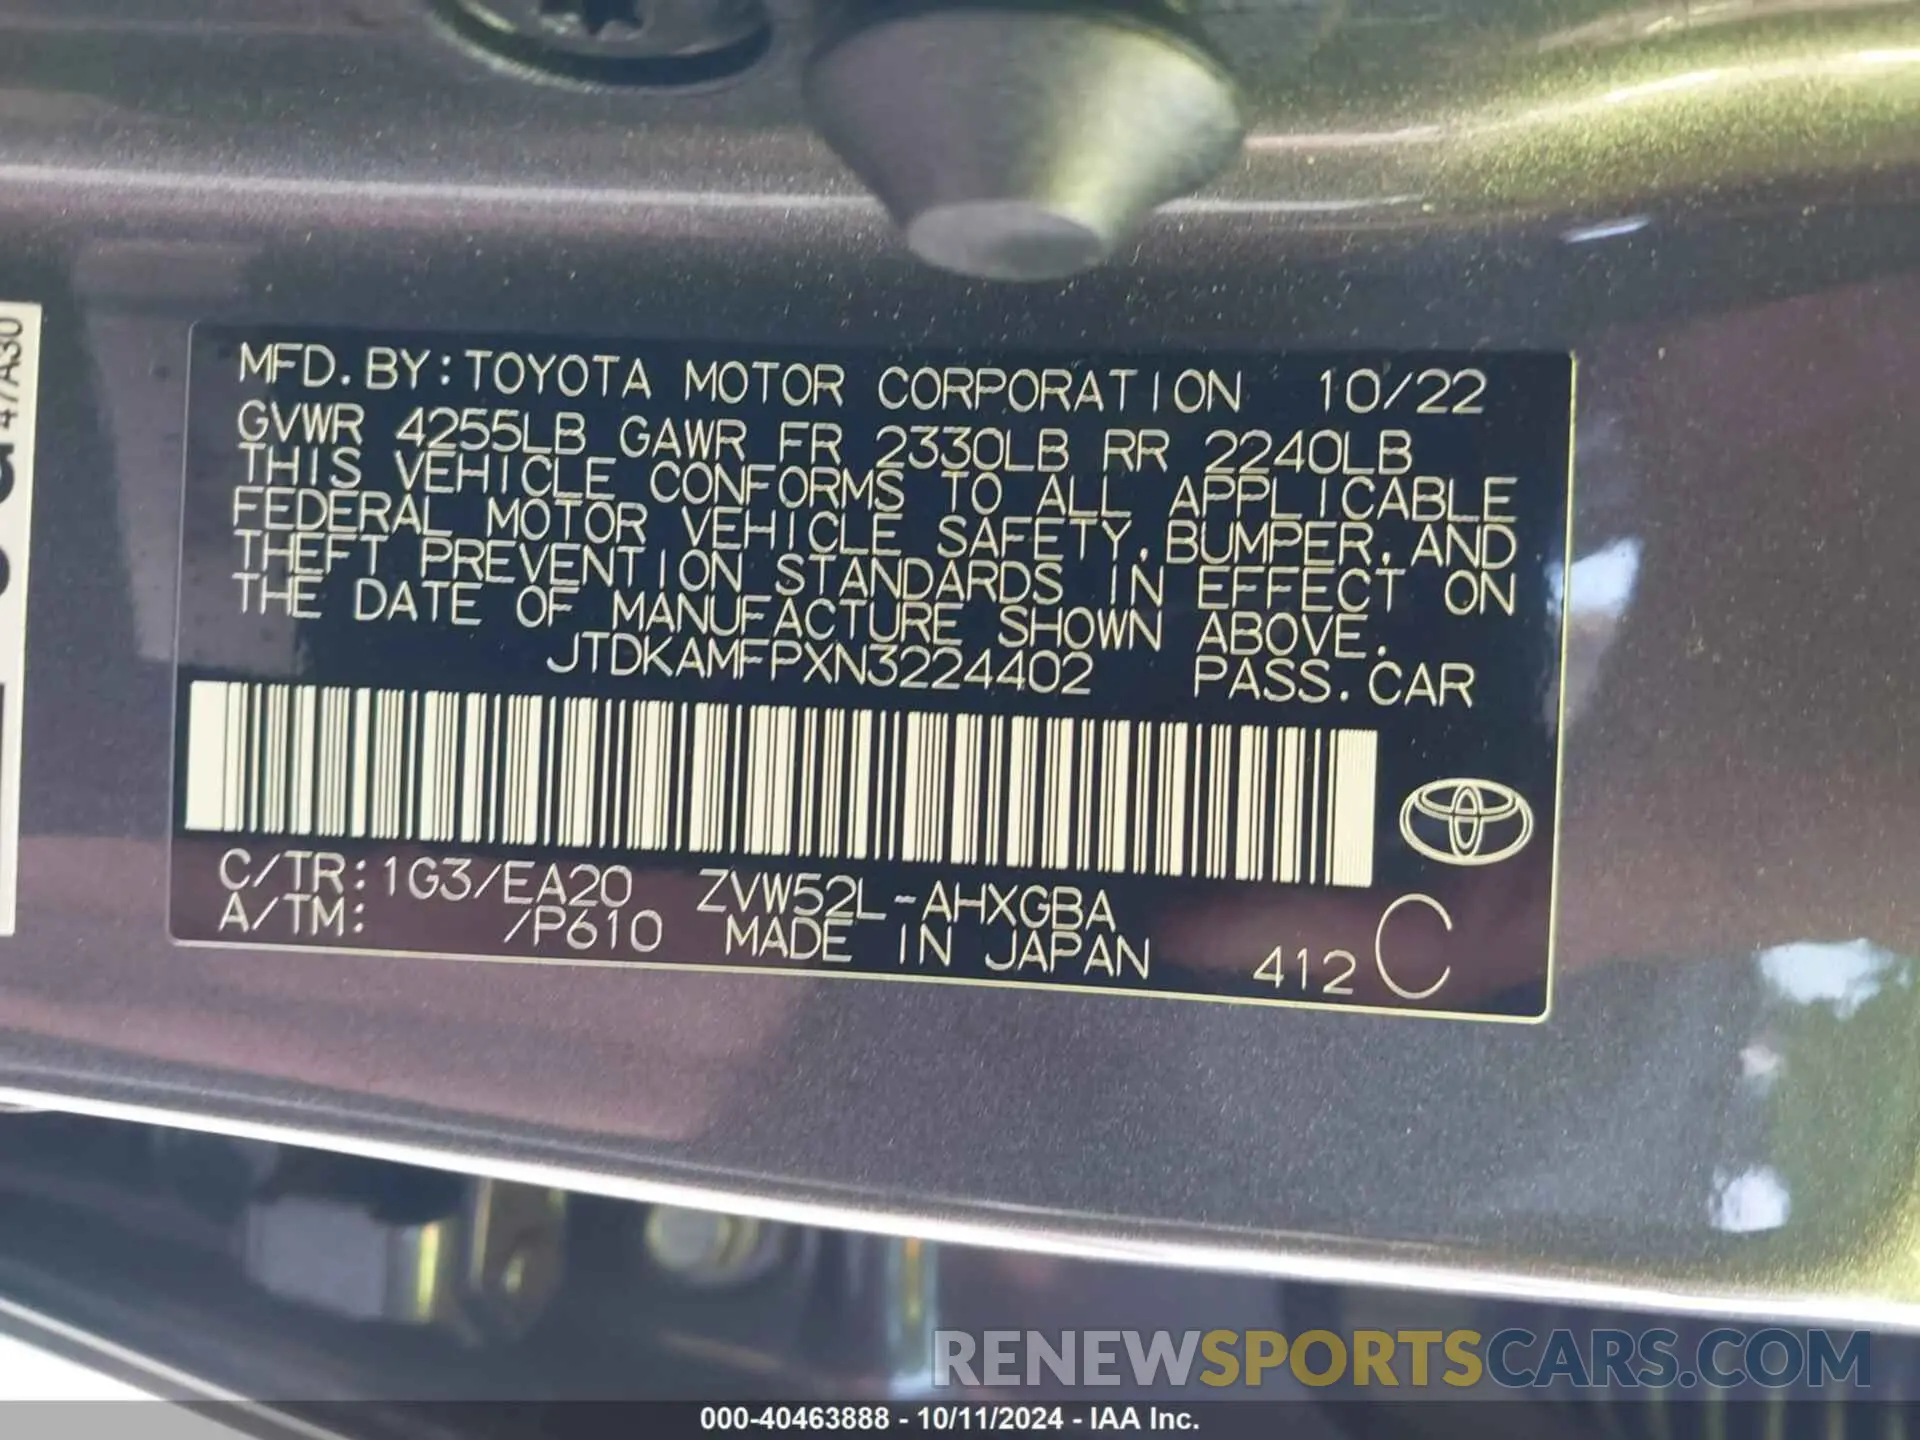 47A30
MFD.BY:TOYOTA MOTOR CORPORATION 10/22
GVWR 4255LB GAWR FR 2330LB RR 2240LB
THIS VEHICLE CONFORMS TO ALL APPLICABLE
FEDERAL MOTOR VEHICLE SAFETY, BUMPER, AND
THEFT PREVENTION STANDARDS IN EFFECT ON
THE DATE OF MANUFACTURE SHOWN ABOVE.
JTDKAMFPXN3224402 PASS.CAR
C/TR:1G3/EA20 ZVW52L-AHXGBA
A/TM: /P610 MADE IN JAPAN 412 C
RENEWSPORTSCARS.COM
000-40463888 - 10/11/2024 - IAA Inc.